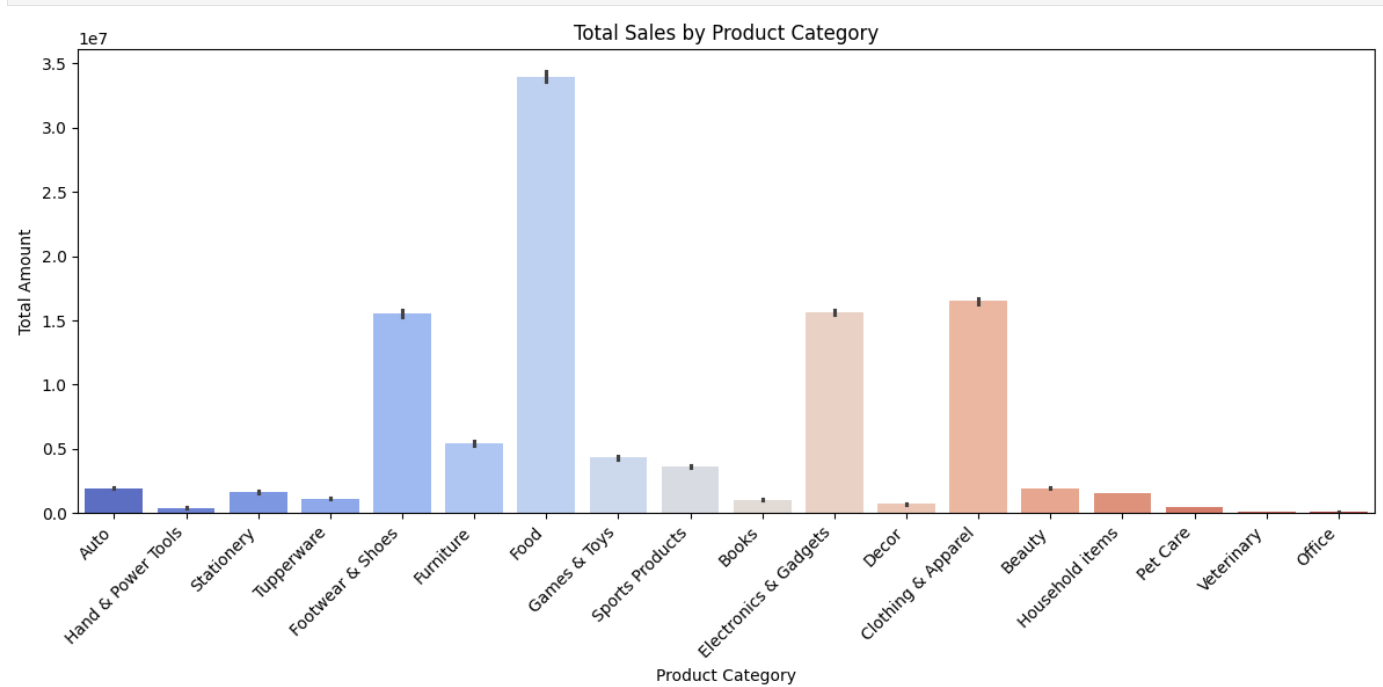 Total Sales by Product Category
1e7
3.5
3.0
2.5
2.0
1.5
1.0
0.5
0.0
Total Amount
Auto
Hand & Power Tools
Stationery
Tupperware
Footwear & Shoes
Furniture
Food
Games & Toys
Sports Products
Books
Electronics & Gadgets
Decor
Clothing & Apparel
Beauty
Household items
Pet Care
Veterinary
Office
Product Category